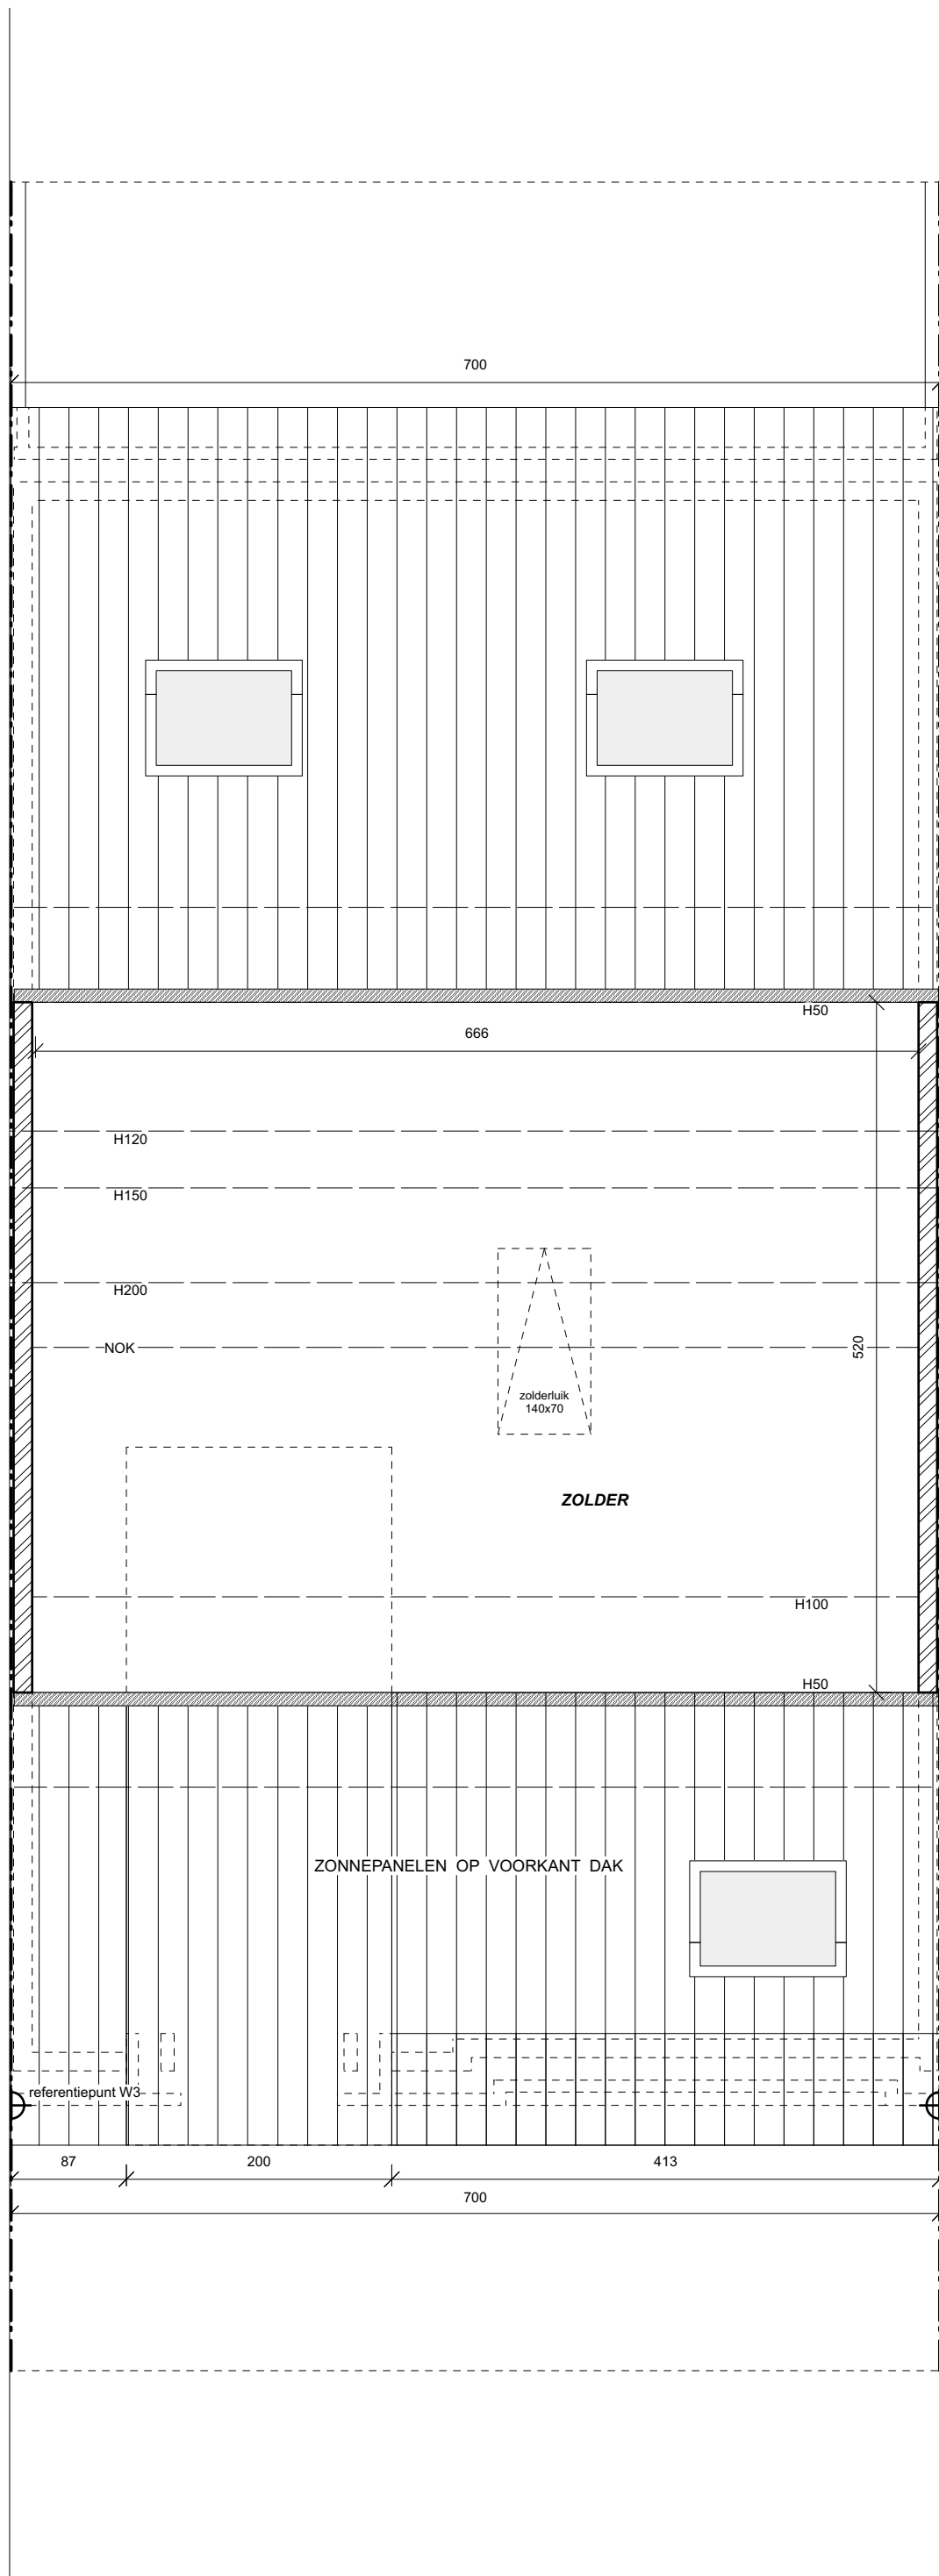 700
H50
666
H120
H150
H200
NOK
520
zolderluik
140x70
ZOLDER
H100
H50
ZONNEPANELEN OP VOORKANT DAK
referentiepunt W3
87
200
413
700